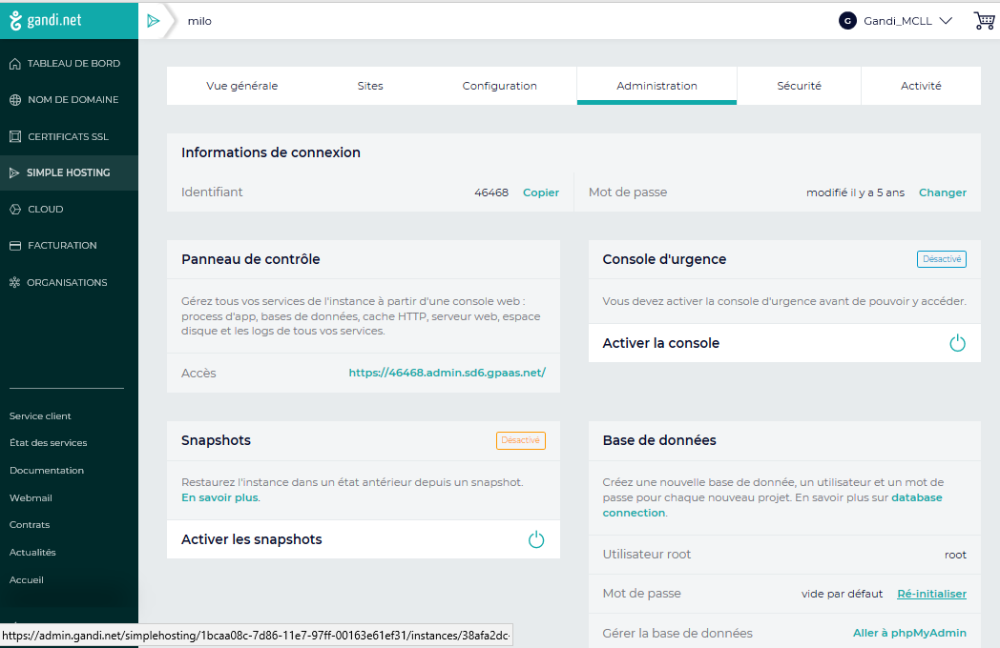 gandi.net
milo
G
Gandi_MCLL
TABLEAU DE BORD
NOM DE DOMAINE
CERTIFICATS SSL
SIMPLE HOSTING
CLOUD
FACTURATION
ORGANISATIONS
Service client
État des services
Documentation
Webmail
Contrats
Actualités
Accueil
Vue générale
Sites
Configuration
Administration
Sécurité
Activité
Informations de connexion
Identifiant
46468
Copier
Mot de passe
modifié il y a 5 ans
Changer
Panneau de contrôle
Gérez tous vos services de l'instance à partir d'une console web :
process d'app, bases de données, cache HTTP, serveur web, espace
disque et les logs de tous vos services.
Accès
https://46468.admin.sd6.gpaas.net/
Console d'urgence
Désactivé
Vous devez activer la console d'urgence avant de pouvoir y accéder.
Activer la console
Snapshots
Désactivé
Restaurez l'instance dans un état antérieur depuis un snapshot.
En savoir plus.
Activer les snapshots
Base de données
Créez une nouvelle base de donnée, un utilisateur et un mot de
passe pour chaque nouveau projet. En savoir plus sur database
connection.
Utilisateur root
root
Mot de passe
vide par défaut
Ré-initialiser
Gérer la base de données
Aller à phpMyAdmin
https://admin.gandi.net/simplehosting/1bcaa08c-7d86-11e7-97ff-00163e61ef31/instances/38afa2dc-